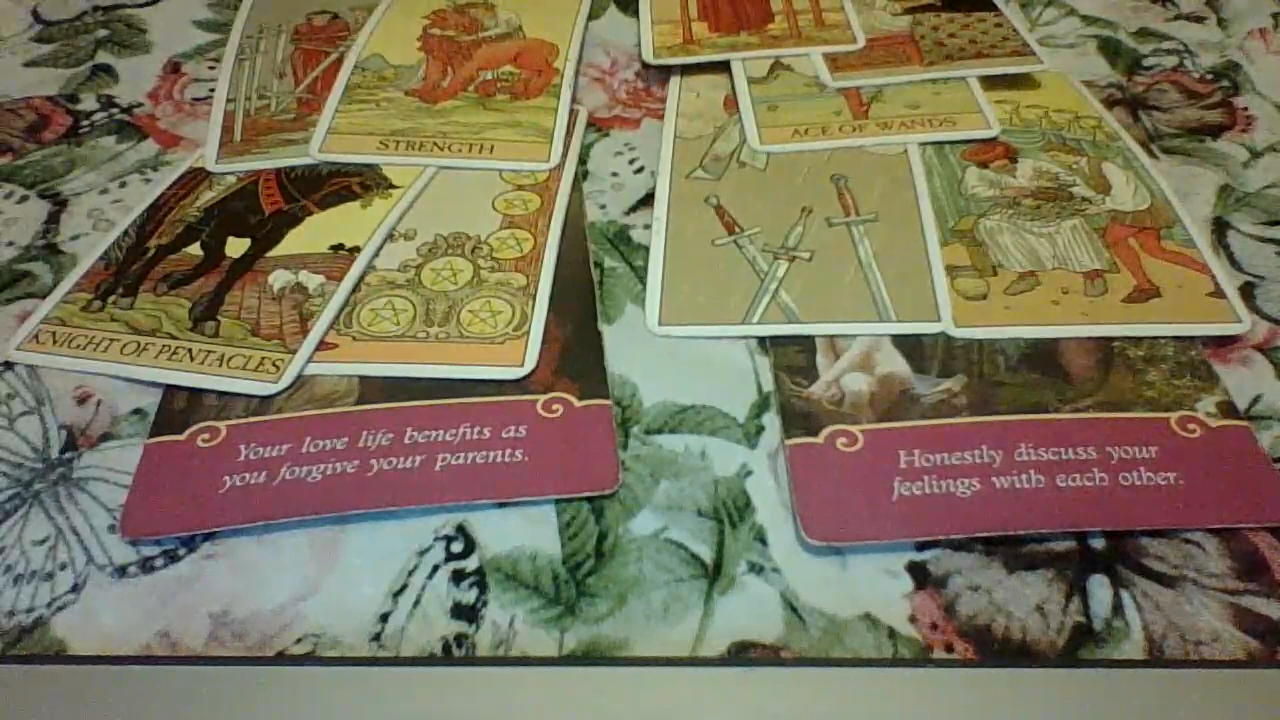 STRENGTH
ACE OF WANDS
KNIGHT OF PENTACLES
Your love life benefits as
you forgive your parents.
Honestly discuss your
feelings with each other.